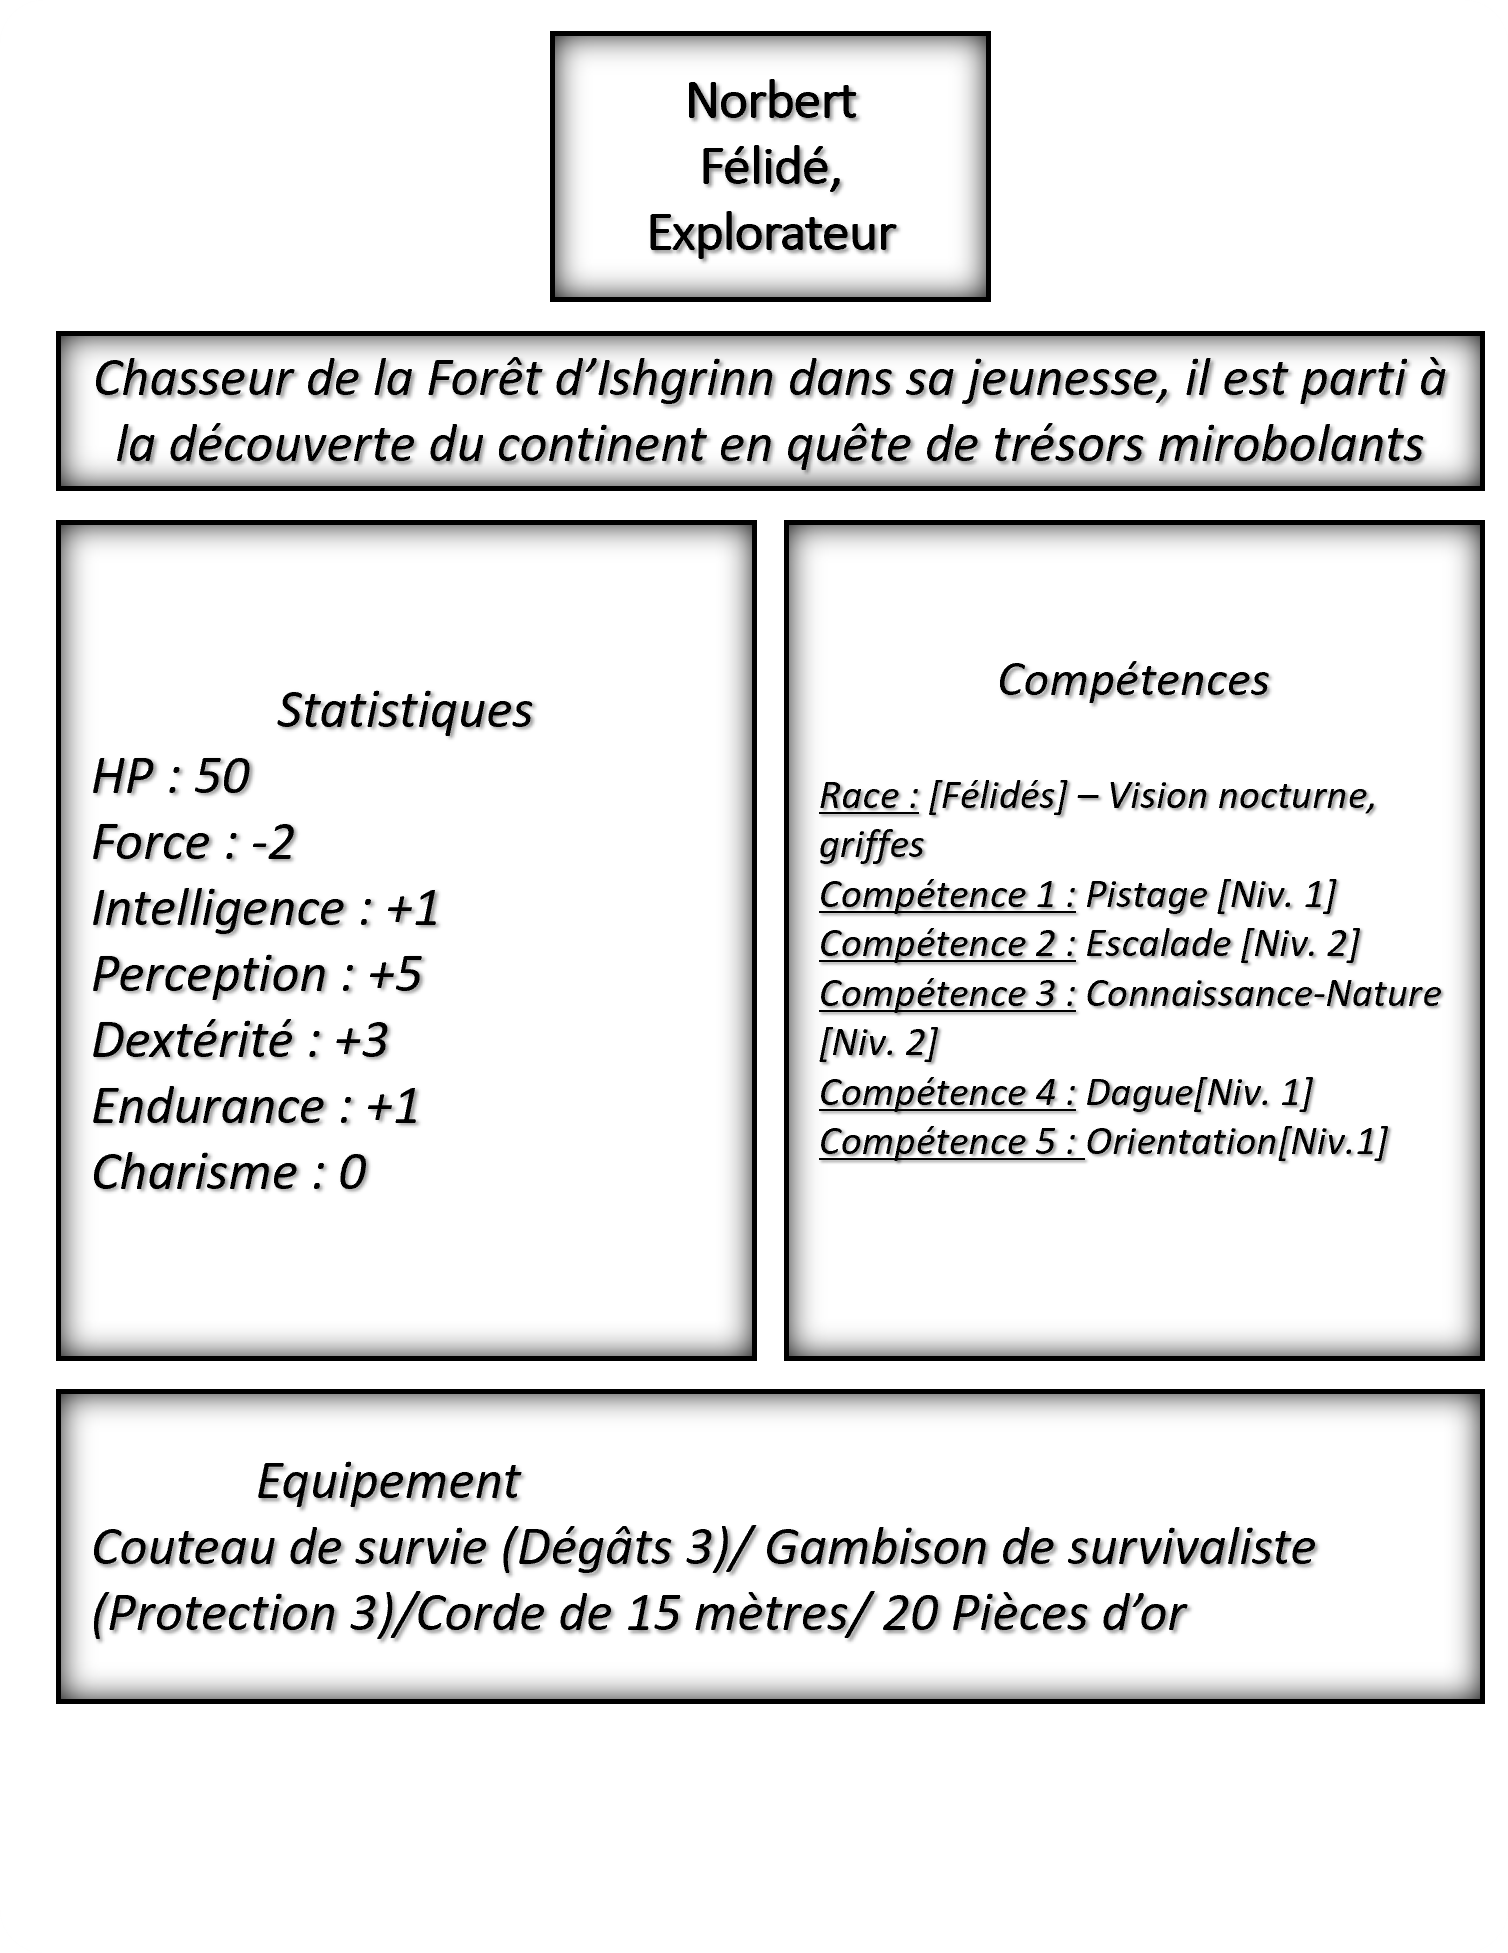 Norbert
Félidé,
Explorateur
Chasseur de la Forêt d’Ishgrinn dans sa jeunesse, il est parti à
la découverte du continent en quête de trésors mirobolants
Statistiques
HP : 50
Force : -2
Intelligence : +1
Perception : +5
Dextérité : +3
Endurance : +1
Charisme : 0
Compétences
Race : [Félidés] – Vision nocturne,
griffes
Compétence 1 : Pistage [Niv. 1]
Compétence 2 : Escalade [Niv. 2]
Compétence 3 : Connaissance-Nature
[Niv. 2]
Compétence 4 : Dague[Niv. 1]
Compétence 5 : Orientation[Niv.1]
Equipement
Couteau de survie (Dégâts 3)/ Gambison de survivaliste
(Protection 3)/Corde de 15 mètres/ 20 Pièces d’or